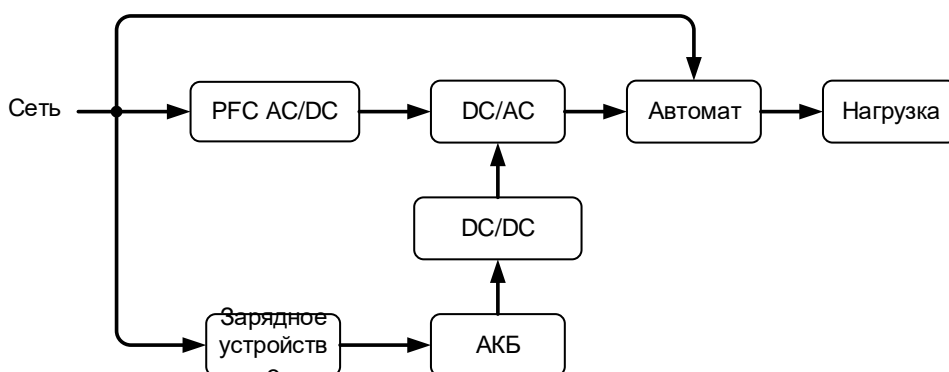 Сеть
PFC AC/DC
DC/AC
Автомат
Нагрузка
DC/DC
Зарядное
устройств
о
АКБ